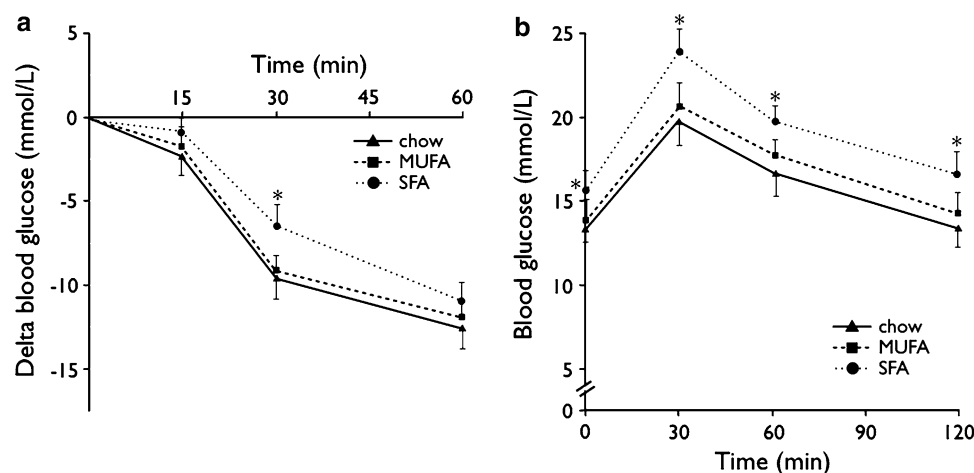 a
5
0
-5
-10
-15
Delta blood glucose (mmol/L)
Time (min)
15 30 45 60
chow
MUFA
SFA
*
b
25
20
15
10
5
0
Blood glucose (mmol/L)
* * * *
chow
MUFA
SFA
0 30 60 90 120
Time (min)